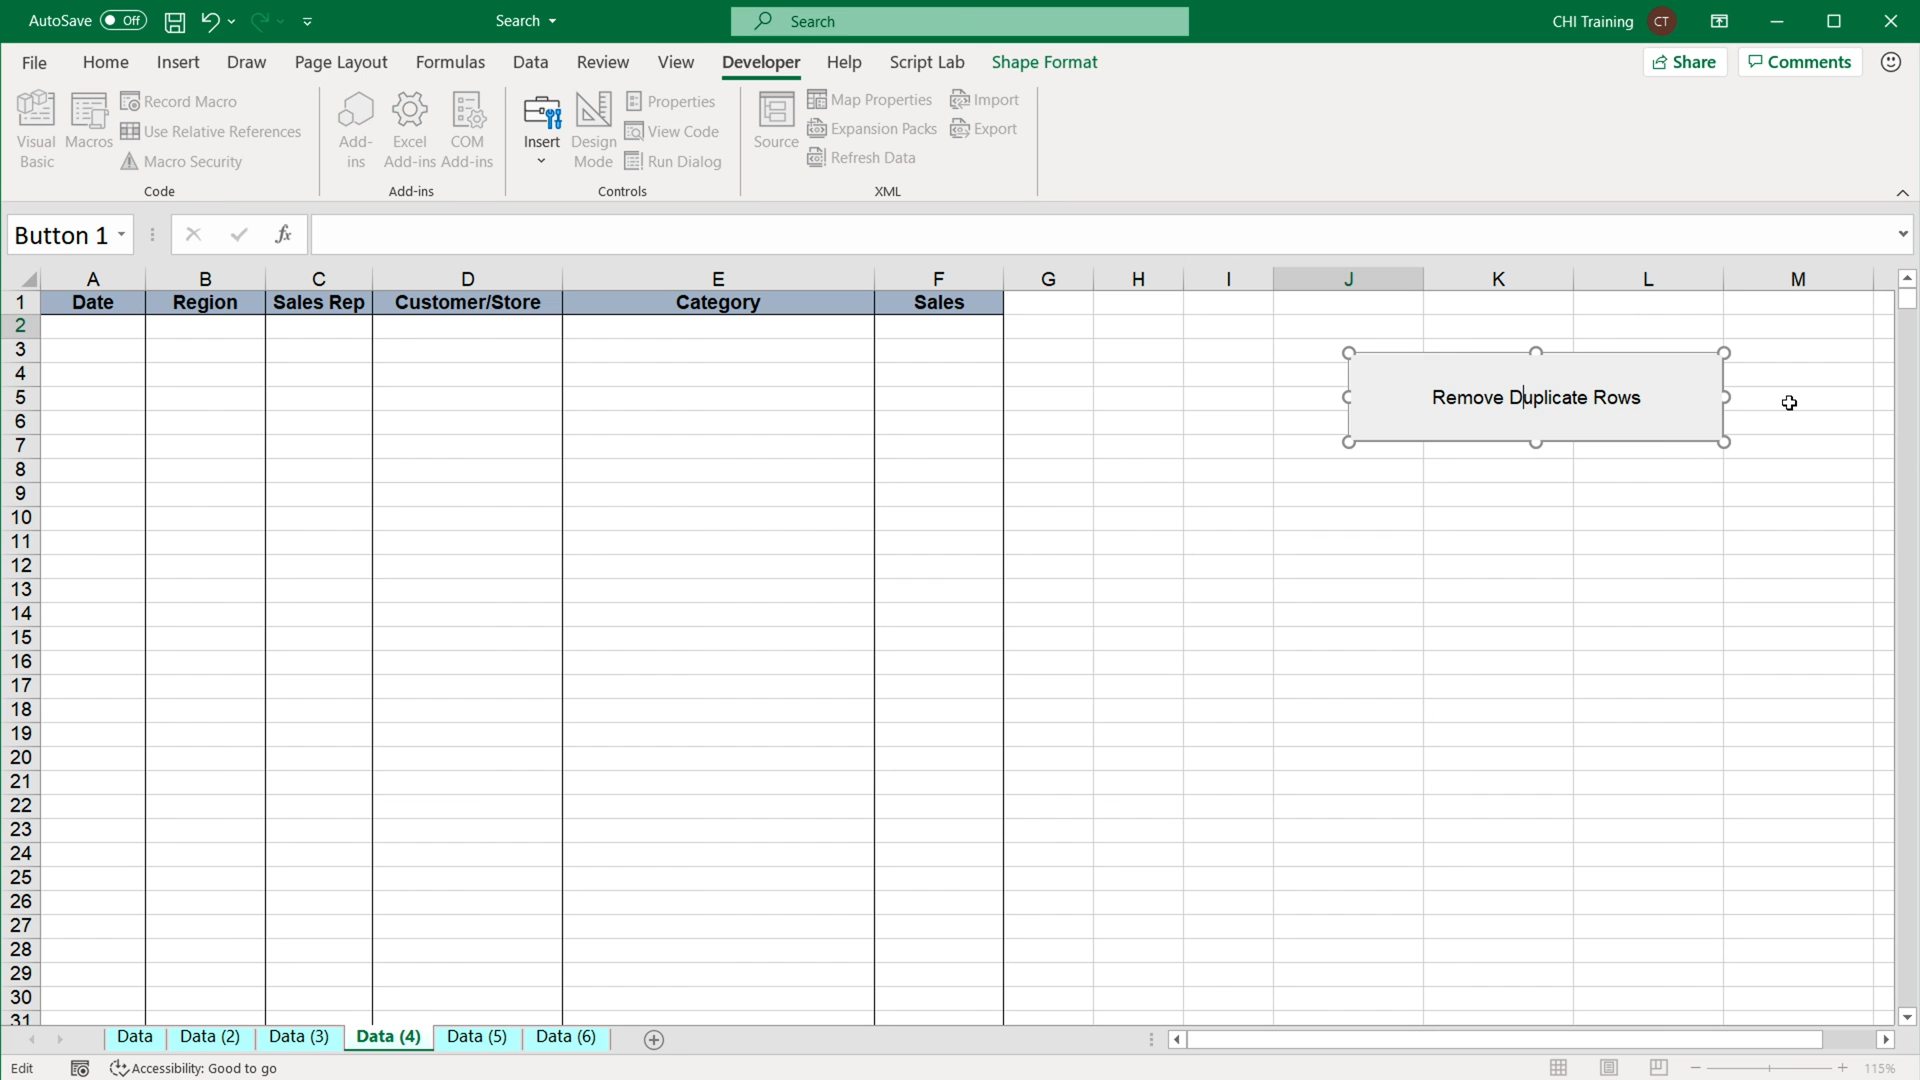 AutoSave Off Search Search CHI Training CT
File Home Insert Draw Page Layout Formulas Data Review View Developer Help Script Lab Shape Format Share Comments
Visual Basic
Macros
Record Macro
Use Relative References
Macro Security
Code
Add-ins
Excel Add-ins
COM Add-ins
Add-ins
Insert
Design Mode
Properties
View Code
Run Dialog
Controls
Source
Map Properties
Expansion Packs
Refresh Data
Import
Export
XML
Button 1 fx
A B C D E F G H I J K L M
1 Date Region Sales Rep Customer/Store Category Sales
2
3
4
5 Remove Duplicate Rows
6
7
8
9
10
11
12
13
14
15
16
17
18
19
20
21
22
23
24
25
26
27
28
29
30
31
Data Data (2) Data (3) Data (4) Data (5) Data (6)
Edit Accessibility: Good to go 115%